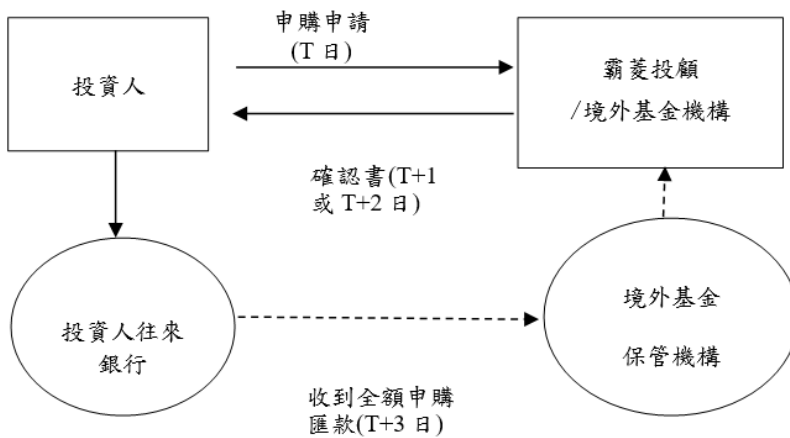 申購申請
(T 日)
投資人
霸菱投顧
/境外基金機構
確認書(T+1
或 T+2 日)
投資人往來
銀行
境外基金
保管機構
收到全額申購
匯款(T+3 日)